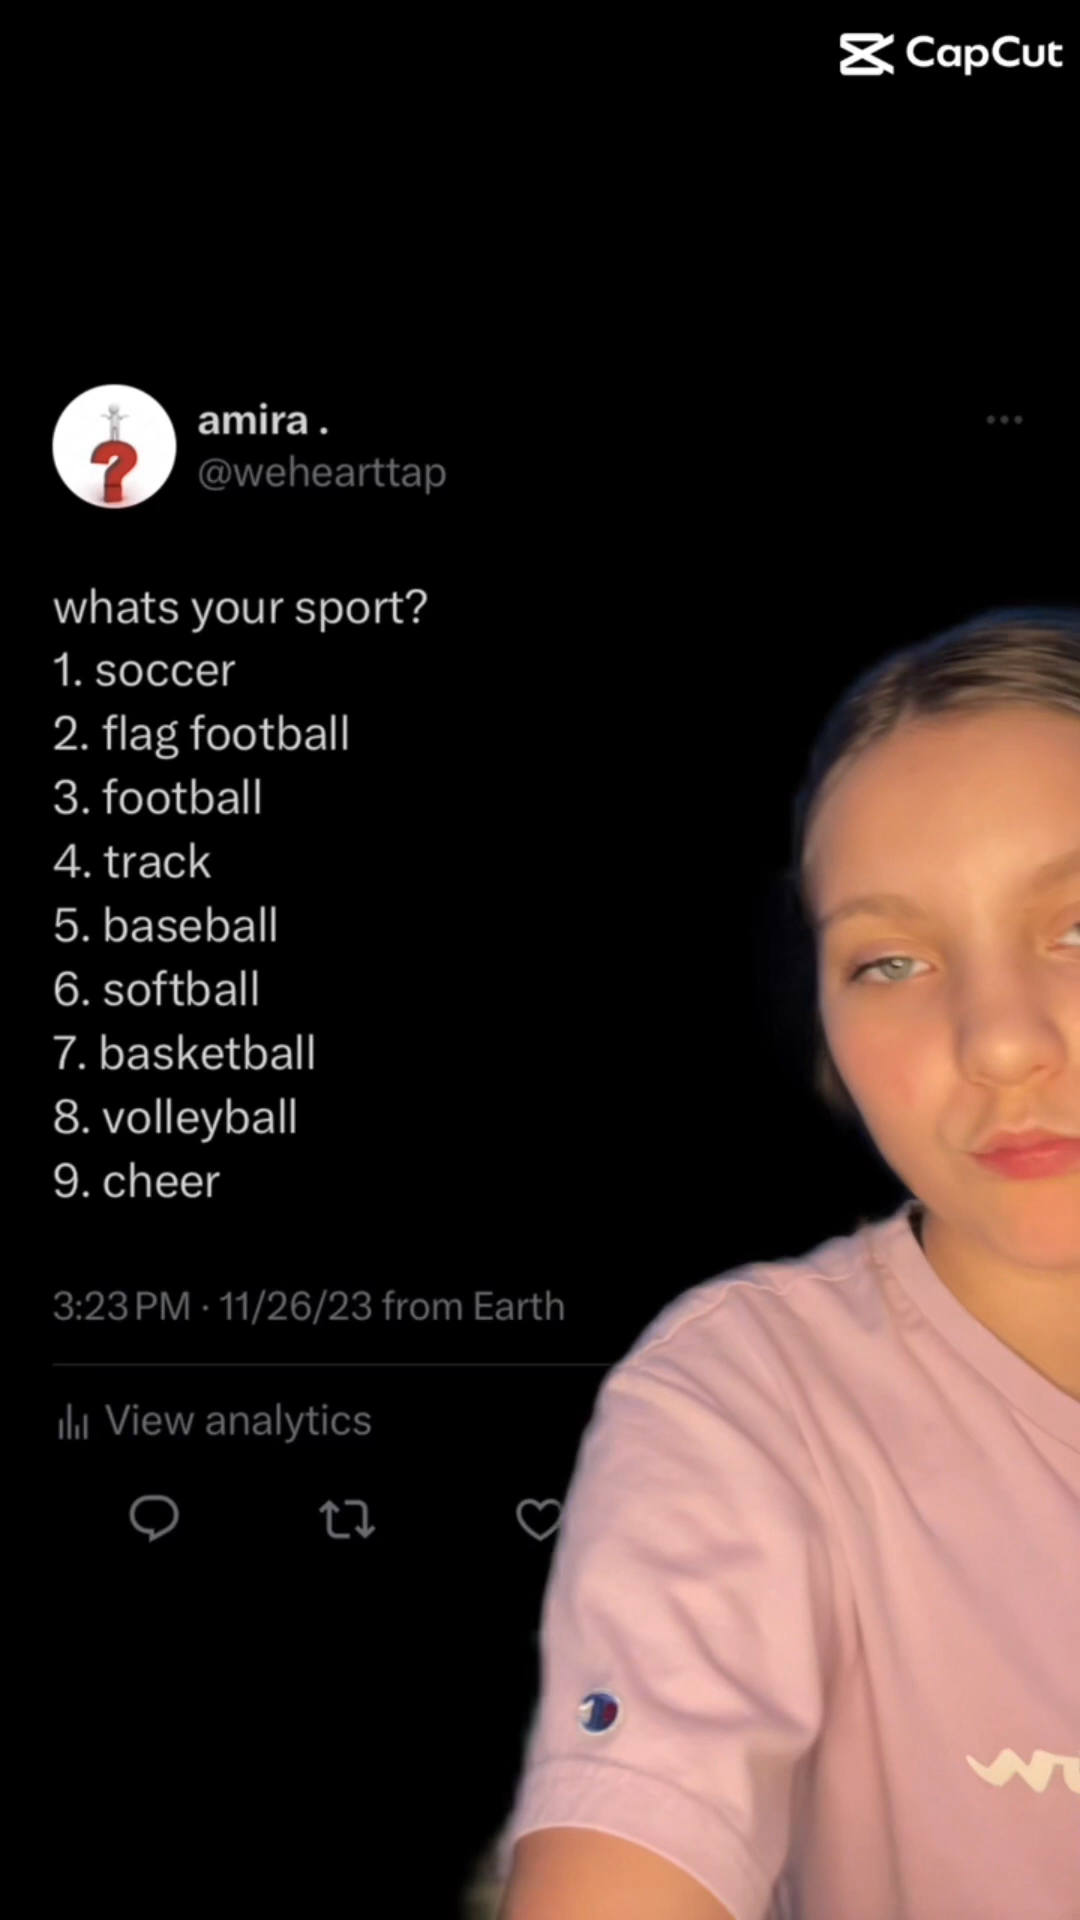 CapCut
amira .
@wehearttap
whats your sport?
1. soccer
2. flag football
3. football
4. track
5. baseball
6. softball
7. basketball
8. volleyball
9. cheer
3:23 PM · 11/26/23 from Earth
View analytics